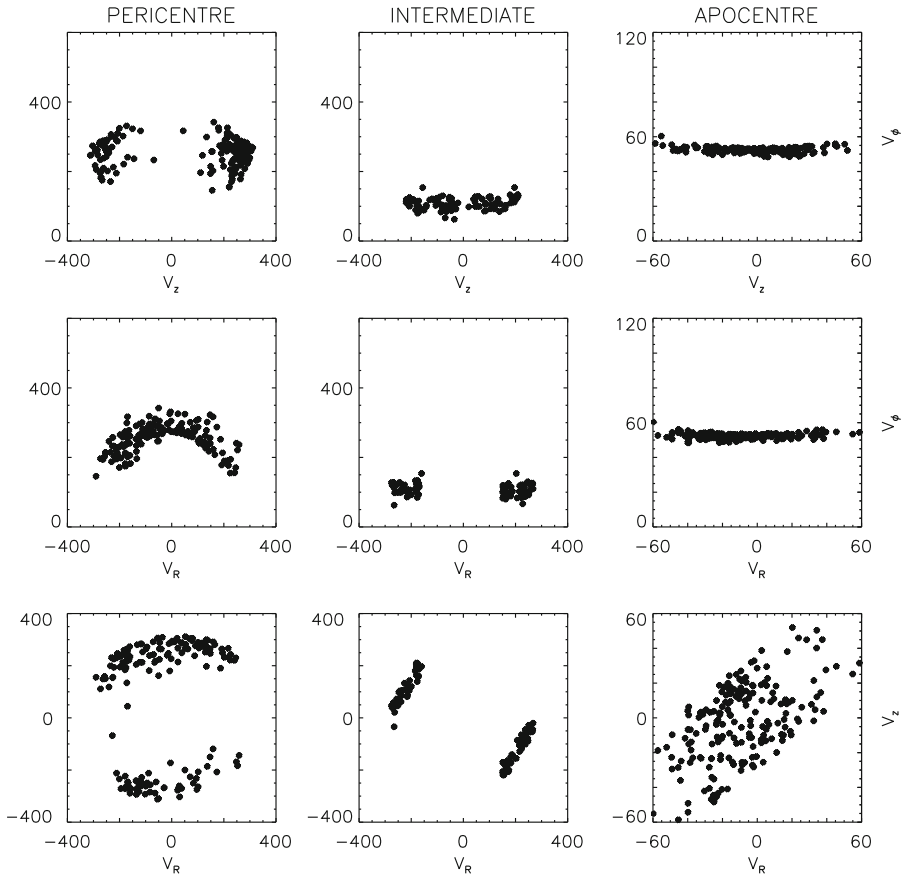 PERICENTRE INTERMEDIATE APOCENTRE
400 120
60 V_ϕ
0 0 0
−400 0 400 −400 0 400 −60 0 60
V_z V_z V_z
400 400 120
60 V_ϕ
0 0 0
−400 0 400 −400 0 400 −60 0 60
V_R V_R V_R
400 400 60
0 0 0 V_z
−400 −400 −60
−400 0 400 −400 0 400 −60 0 60
V_R V_R V_R